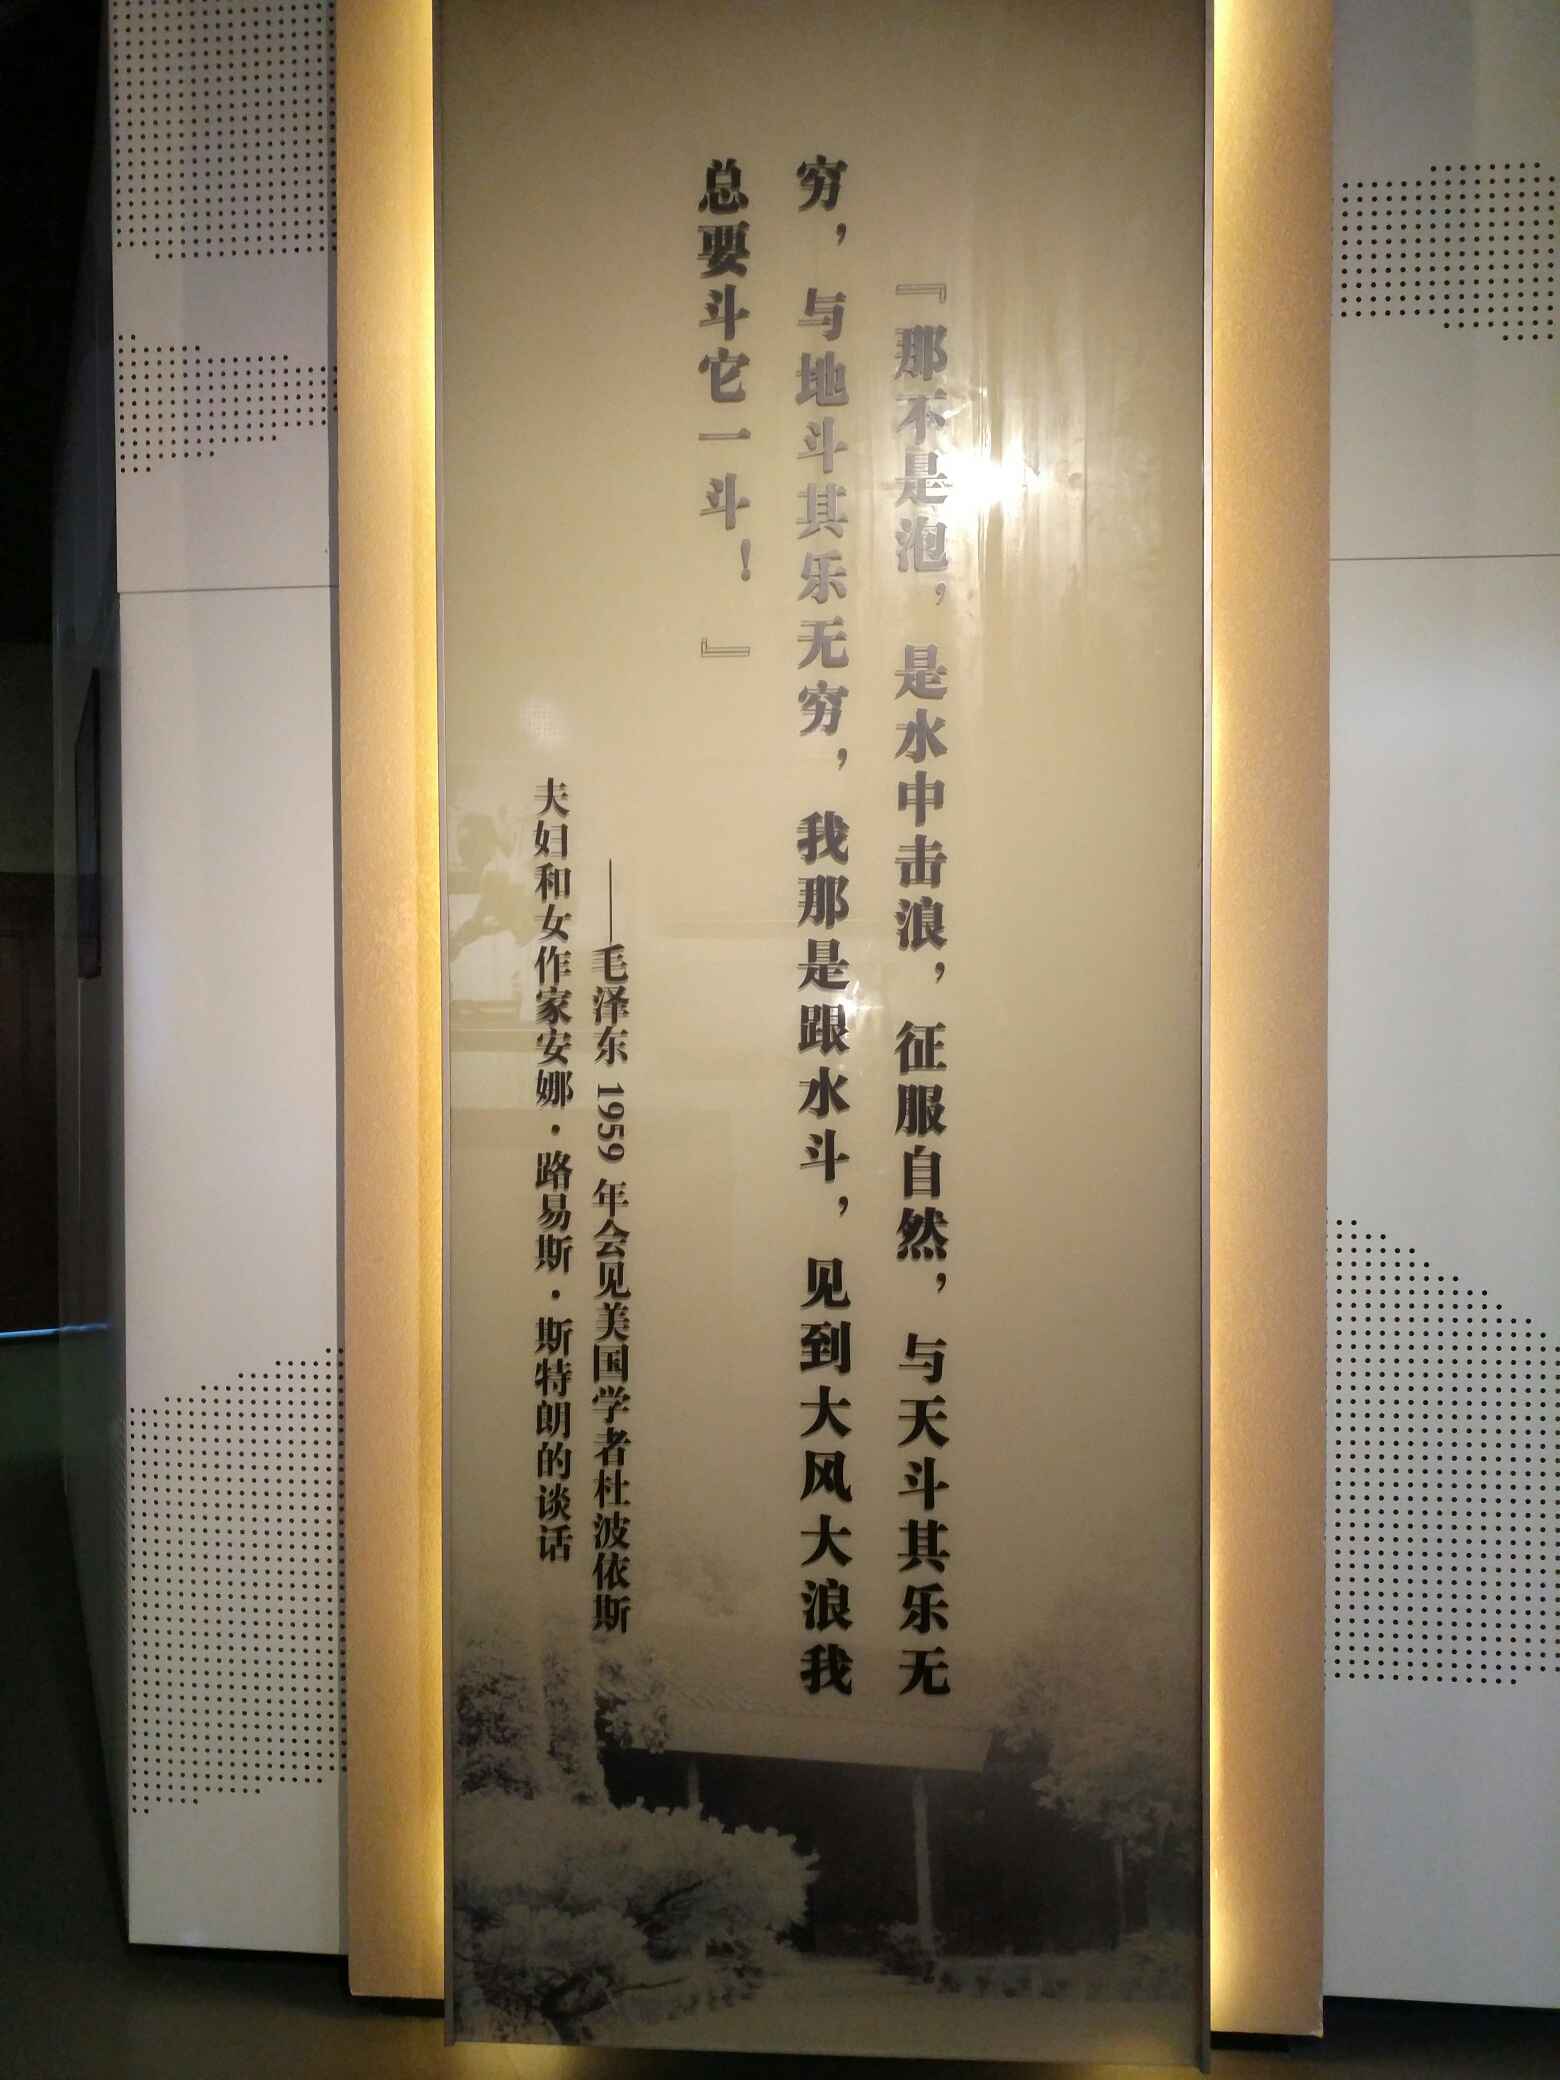 『那不是泡，是水中击浪，征服自然，与天斗其乐无
穷，与地斗其乐无穷，我那是跟水斗，见到大风大浪我
总要斗它一斗！』
——毛泽东 1959 年会见美国学者杜波依斯
夫妇和女作家安娜·路易斯·斯特朗的谈话